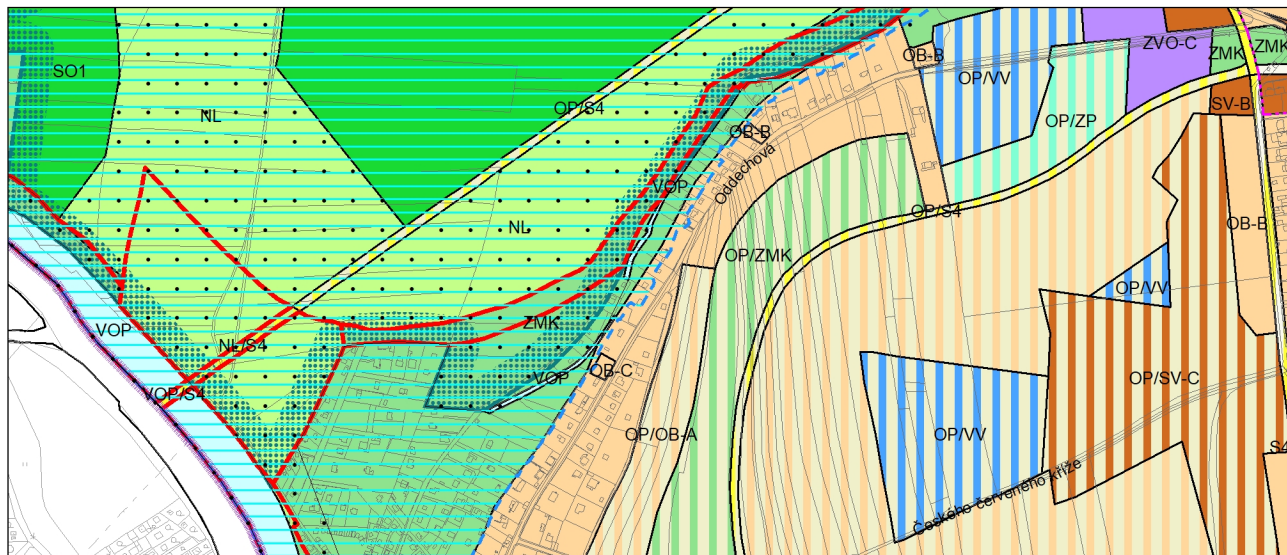 ZVO-C
ZMK
ZMK
OB-B
SO1
OP/VV
NL
OP/S4
SV-B
OP/ZP
OB-B
Oddechová
VOP
OP/S4
NL
OB-B
OP/ZMK
OP/VV
ZMK
VOP
NL/S4
OB-C
VOP
OP/SV-C
VOP/S4
OP/OB-A
OP/VV
S4
Českého červeného kříže